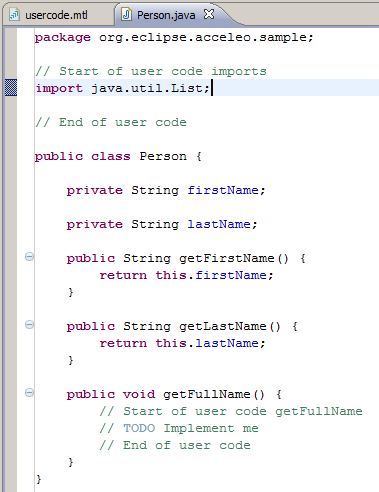 usercode.mtl Person.java
package org.eclipse.acceleo.sample;
// Start of user code imports
import java.util.List;
// End of user code
public class Person {
private String firstName;
private String lastName;
public String getFirstName() {
return this.firstName;
}
public String getLastName() {
return this.lastName;
}
public void getFullName() {
// Start of user code getFullName
// TODO Implement me
// End of user code
}
}